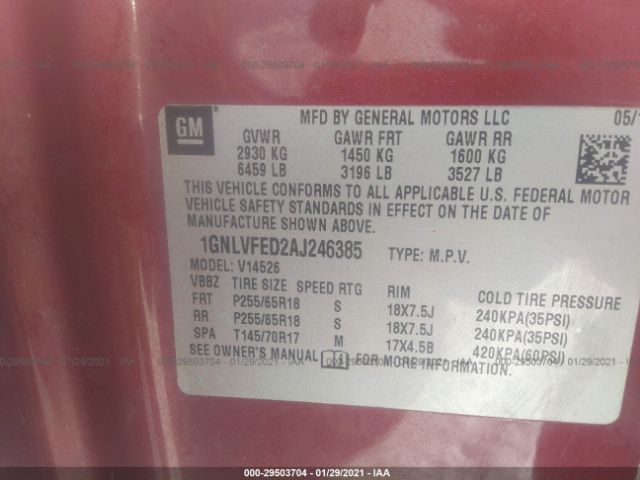 MFD BY GENERAL MOTORS LLC 05/1
GM
GVWR GAWR FRT GAWR RR
2930 KG 1450 KG 1600 KG
6459 LB 3196 LB 3527 LB
THIS VEHICLE CONFORMS TO ALL APPLICABLE U.S. FEDERAL MOTOR
VEHICLE SAFETY STANDARDS IN EFFECT ON THE DATE OF
MANUFACTURE SHOWN ABOVE.
1GNLVFED2AJ246385 TYPE: M.P.V.
MODEL: V14526
VBBZ TIRE SIZE SPEED RTG RIM COLD TIRE PRESSURE
FRT P255/65R18 S 18X7.5J 240KPA(35PSI)
RR P255/65R18 S 18X7.5J 240KPA(35PSI)
SPA T145/70R17 M 17X4.5B 420KPA(60PSI)
SEE OWNER'S MANUAL FOR MORE INFORMATION.
000-29503704 - 01/29/2021 - IAA